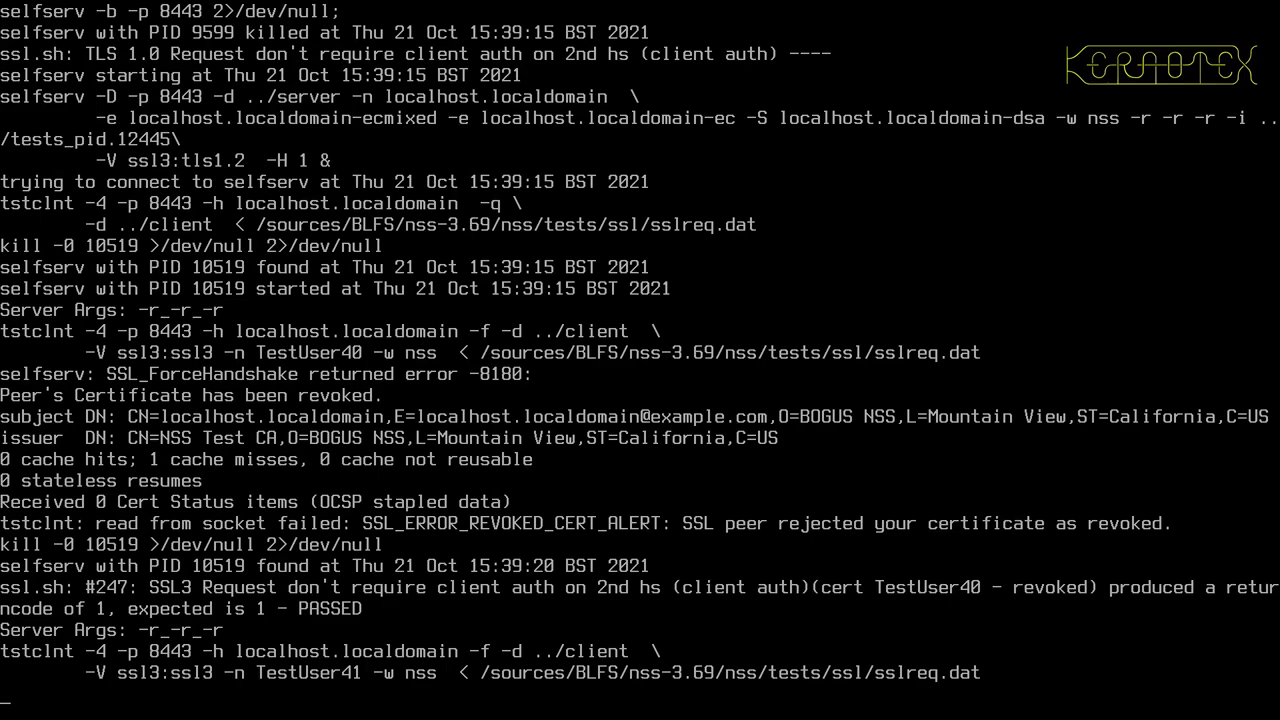 selfserv -b -p 8443 2>/dev/null;
selfserv with PID 9599 killed at Thu 21 Oct 15:39:15 BST 2021
ssl.sh: TLS 1.0 Request don't require client auth on 2nd hs (client auth) ----
selfserv starting at Thu 21 Oct 15:39:15 BST 2021
selfserv -D -p 8443 -d ../server -n localhost.localdomain  \
         -e localhost.localdomain-ecmixed -e localhost.localdomain-ec -S localhost.localdomain-dsa -w nss -r -r -r -i ..
/tests_pid.12445\
         -V ssl3:tls1.2  -H 1 &
trying to connect to selfserv at Thu 21 Oct 15:39:15 BST 2021
tstclnt -4 -p 8443 -h localhost.localdomain  -q \
        -d ../client  < /sources/BLFS/nss-3.69/nss/tests/ssl/sslreq.dat
kill -0 10519 >/dev/null 2>/dev/null
selfserv with PID 10519 found at Thu 21 Oct 15:39:15 BST 2021
selfserv with PID 10519 started at Thu 21 Oct 15:39:15 BST 2021
Server Args: -r_-r_-r
tstclnt -4 -p 8443 -h localhost.localdomain -f -d ../client  \
        -V ssl3:ssl3 -n TestUser40 -w nss  < /sources/BLFS/nss-3.69/nss/tests/ssl/sslreq.dat
selfserv: SSL_ForceHandshake returned error -8180:
Peer's Certificate has been revoked.
subject DN: CN=localhost.localdomain,E=localhost.localdomain@example.com,O=BOGUS NSS,L=Mountain View,ST=California,C=US
issuer  DN: CN=NSS Test CA,O=BOGUS NSS,L=Mountain View,ST=California,C=US
0 cache hits; 1 cache misses, 0 cache not reusable
0 stateless resumes
Received 0 Cert Status items (OCSP stapled data)
tstclnt: read from socket failed: SSL_ERROR_REVOKED_CERT_ALERT: SSL peer rejected your certificate as revoked.
kill -0 10519 >/dev/null 2>/dev/null
selfserv with PID 10519 found at Thu 21 Oct 15:39:20 BST 2021
ssl.sh: #247: SSL3 Request don't require client auth on 2nd hs (client auth)(cert TestUser40 - revoked) produced a retur
ncode of 1, expected is 1 - PASSED
Server Args: -r_-r_-r
tstclnt -4 -p 8443 -h localhost.localdomain -f -d ../client  \
        -V ssl3:ssl3 -n TestUser41 -w nss  < /sources/BLFS/nss-3.69/nss/tests/ssl/sslreq.dat